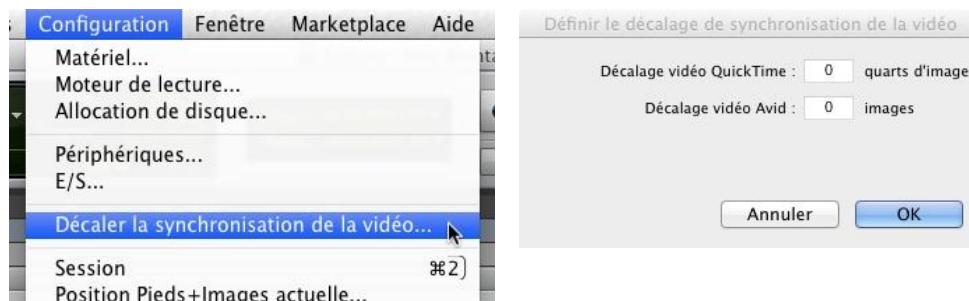 Configuration Fenêtre Marketplace Aide
Matériel...
Moteur de lecture...
Allocation de disque...
Périphériques...
E/S...
Décaler la synchronisation de la vidéo...
Session ⌘2
Position Pieds+Images actuelle...
Définir le décalage de synchronisation de la vidéo
Décalage vidéo QuickTime : 0 quarts d'image
Décalage vidéo Avid : 0 images
Annuler OK